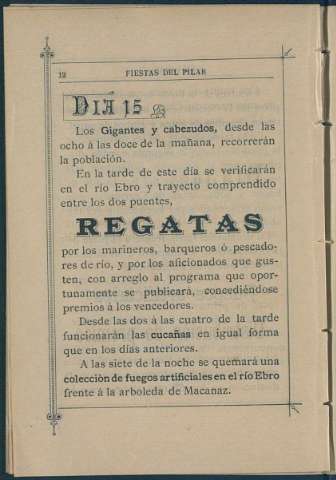 12 FIESTAS DEL PILAR
DÍA 15
Los Gigantes y cabezudos, desde las
ocho á las doce de la mañana, recorrerán
la población.
En la tarde de este día se verificarán
en el río Ebro y trayecto comprendido
entre los dos puentes,
REGATAS
por los marineros, barqueros ó pescado-
res de río, y por los aficionados que gus-
ten, con arreglo al programa que opor-
tunamente se publicará, concediéndose
premios á los vencedores.
Desde las dos á las cuatro de la tarde
funcionarán las cucañas en igual forma
que en los días anteriores.
A las siete de la noche se quemará una
colección de fuegos artificiales en el río Ebro
frente á la arboleda de Macanaz.